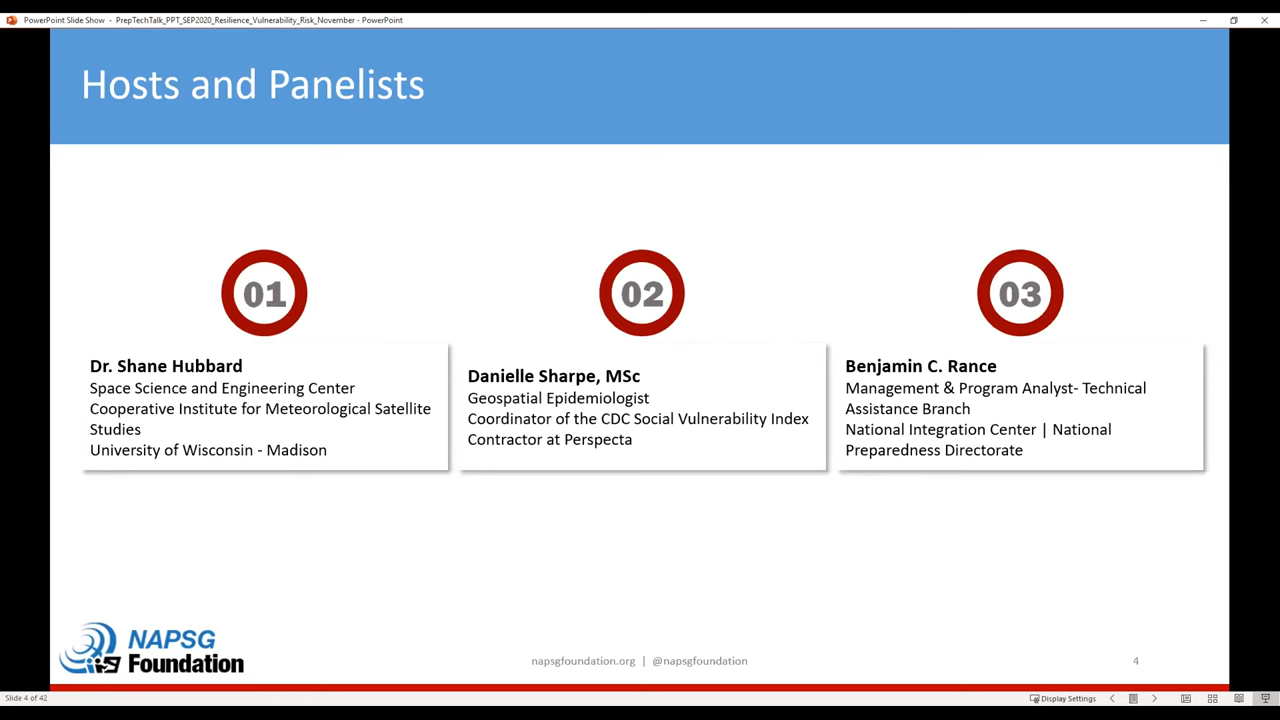 PowerPoint Slide Show - PrepTechTalk_PPT_SEP2020_Resilience_Vulnerability_Risk_November - PowerPoint
Hosts and Panelists
01
Dr. Shane Hubbard
Space Science and Engineering Center
Cooperative Institute for Meteorological Satellite
Studies
University of Wisconsin - Madison
02
Danielle Sharpe, MSc
Geospatial Epidemiologist
Coordinator of the CDC Social Vulnerability Index
Contractor at Perspecta
03
Benjamin C. Rance
Management & Program Analyst- Technical
Assistance Branch
National Integration Center | National
Preparedness Directorate
NAPSG
Foundation
napsgfoundation.org | @napsgfoundation
4
Slide 4 of 42
Display Settings